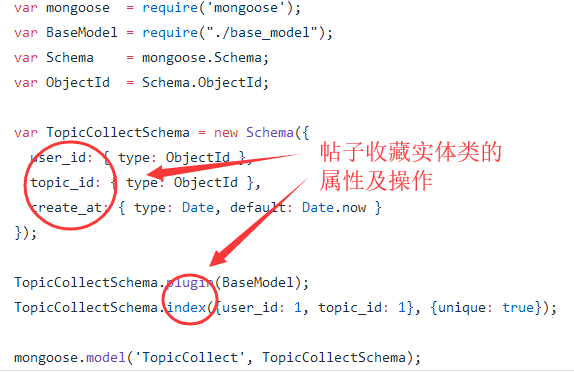 var mongoose  = require('mongoose');
var BaseModel = require("./base_model");
var Schema    = mongoose.Schema;
var ObjectId  = Schema.ObjectId;
var TopicCollectSchema = new Schema({
user_id: { type: ObjectId },
topic_id: { type: ObjectId },
create_at: { type: Date, default: Date.now }
});
帖子收藏实体类的
属性及操作
TopicCollectSchema.plugin(BaseModel);
TopicCollectSchema.index({user_id: 1, topic_id: 1}, {unique: true});
mongoose.model('TopicCollect', TopicCollectSchema);